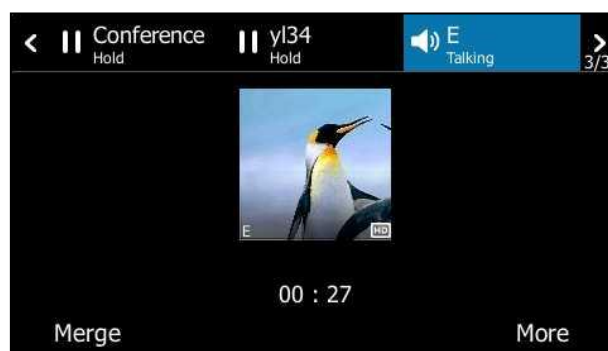 Conference
Hold
yl34
Hold
E
Talking
3/3
E
HD
00 : 27
Merge
More